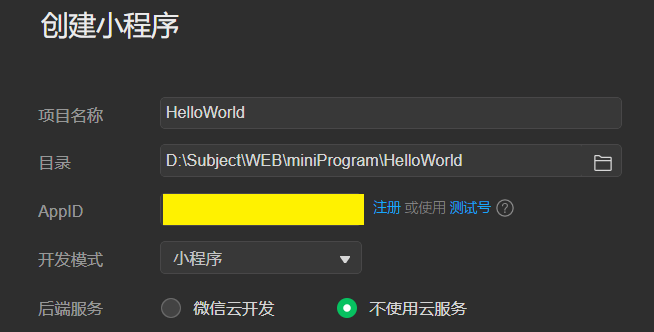 创建小程序
项目名称 HelloWorld
目录 D:\Subject\WEB\miniProgram\HelloWorld
AppID 注册 或使用 测试号 ?
开发模式 小程序
后端服务 微信云开发 不使用云服务